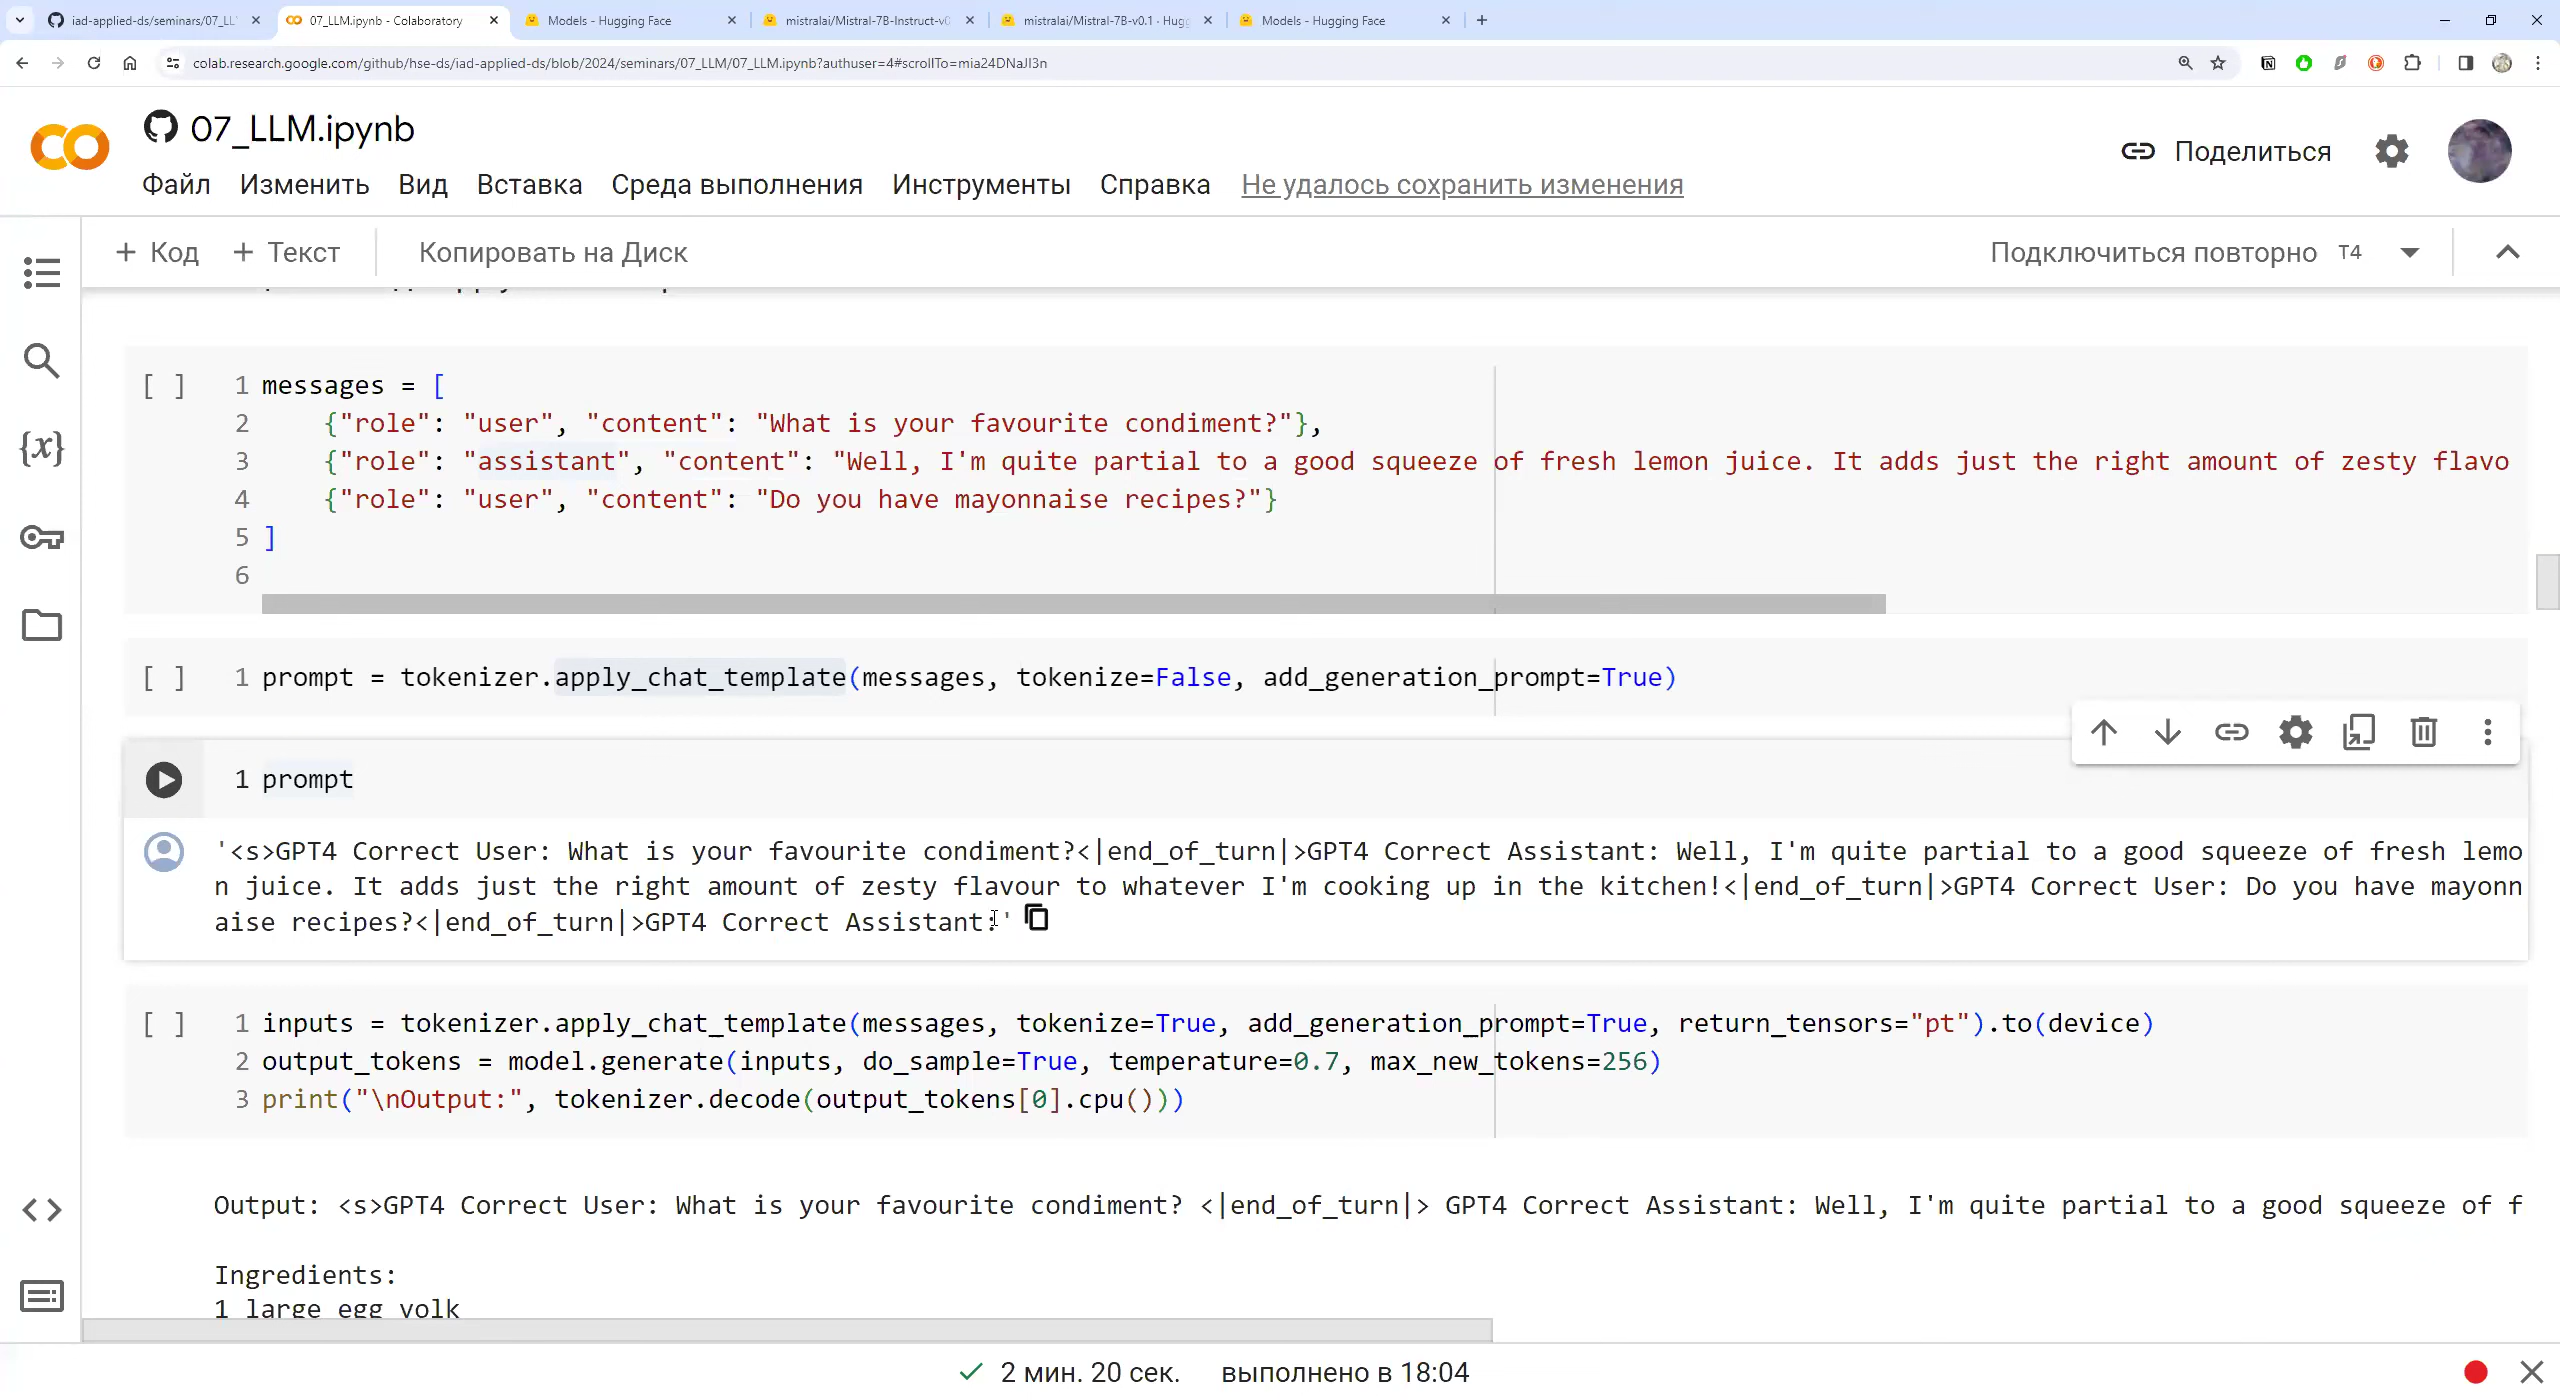 iad-applied-ds/seminars/07_LL
07_LLM.ipynb - Colaboratory
Models - Hugging Face
mistralai/Mistral-7B-Instruct-v0
mistralai/Mistral-7B-v0.1 · Hugg
Models - Hugging Face
colab.research.google.com/github/hse-ds/iad-applied-ds/blob/2024/seminars/07_LLM/07_LLM.ipynb?authuser=4#scrollTo=mia24DNaJI3n
CO 07_LLM.ipynb
Поделиться
Файл Изменить Вид Вставка Среда выполнения Инструменты Справка Не удалось сохранить изменения
+ Код + Текст Копировать на Диск Подключиться повторно T4
[ ] 1 messages = [
2 {"role": "user", "content": "What is your favourite condiment?"},
3 {"role": "assistant", "content": "Well, I'm quite partial to a good squeeze of fresh lemon juice. It adds just the right amount of zesty flavo
4 {"role": "user", "content": "Do you have mayonnaise recipes?"}
5 ]
6
[ ] 1 prompt = tokenizer.apply_chat_template(messages, tokenize=False, add_generation_prompt=True)
1 prompt
'<s>GPT4 Correct User: What is your favourite condiment?<|end_of_turn|>GPT4 Correct Assistant: Well, I'm quite partial to a good squeeze of fresh lemo
n juice. It adds just the right amount of zesty flavour to whatever I'm cooking up in the kitchen!<|end_of_turn|>GPT4 Correct User: Do you have mayonn
aise recipes?<|end_of_turn|>GPT4 Correct Assistant:'
[ ] 1 inputs = tokenizer.apply_chat_template(messages, tokenize=True, add_generation_prompt=True, return_tensors="pt").to(device)
2 output_tokens = model.generate(inputs, do_sample=True, temperature=0.7, max_new_tokens=256)
3 print("\nOutput:", tokenizer.decode(output_tokens[0].cpu()))
Output: <s>GPT4 Correct User: What is your favourite condiment? <|end_of_turn|> GPT4 Correct Assistant: Well, I'm quite partial to a good squeeze of f
Ingredients:
1 large egg yolk
2 мин. 20 сек. выполнено в 18:04